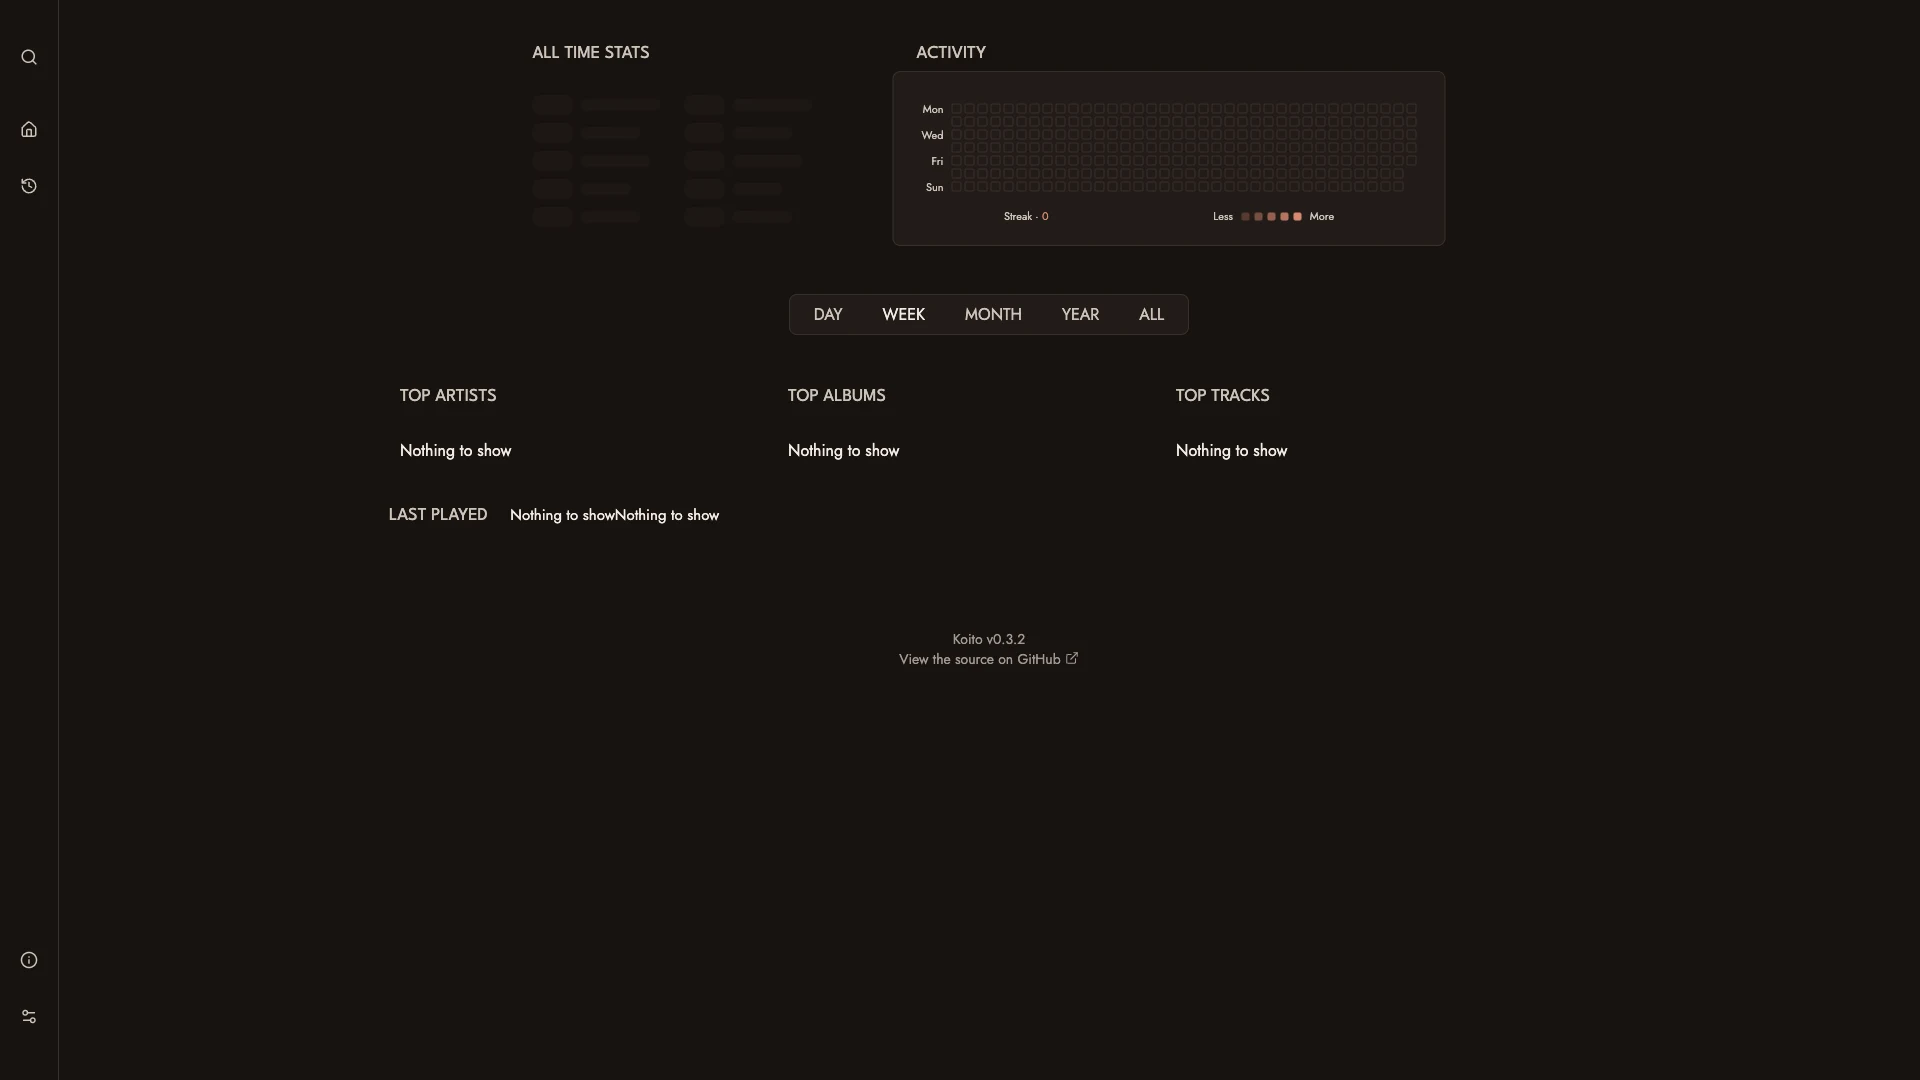 ALL TIME STATS
ACTIVITY
Mon
Wed
Fri
Sun
Streak · 0
Less
More
DAY
WEEK
MONTH
YEAR
ALL
TOP ARTISTS
Nothing to show
TOP ALBUMS
Nothing to show
TOP TRACKS
Nothing to show
LAST PLAYED
Nothing to showNothing to show
Koito v0.3.2
View the source on GitHub